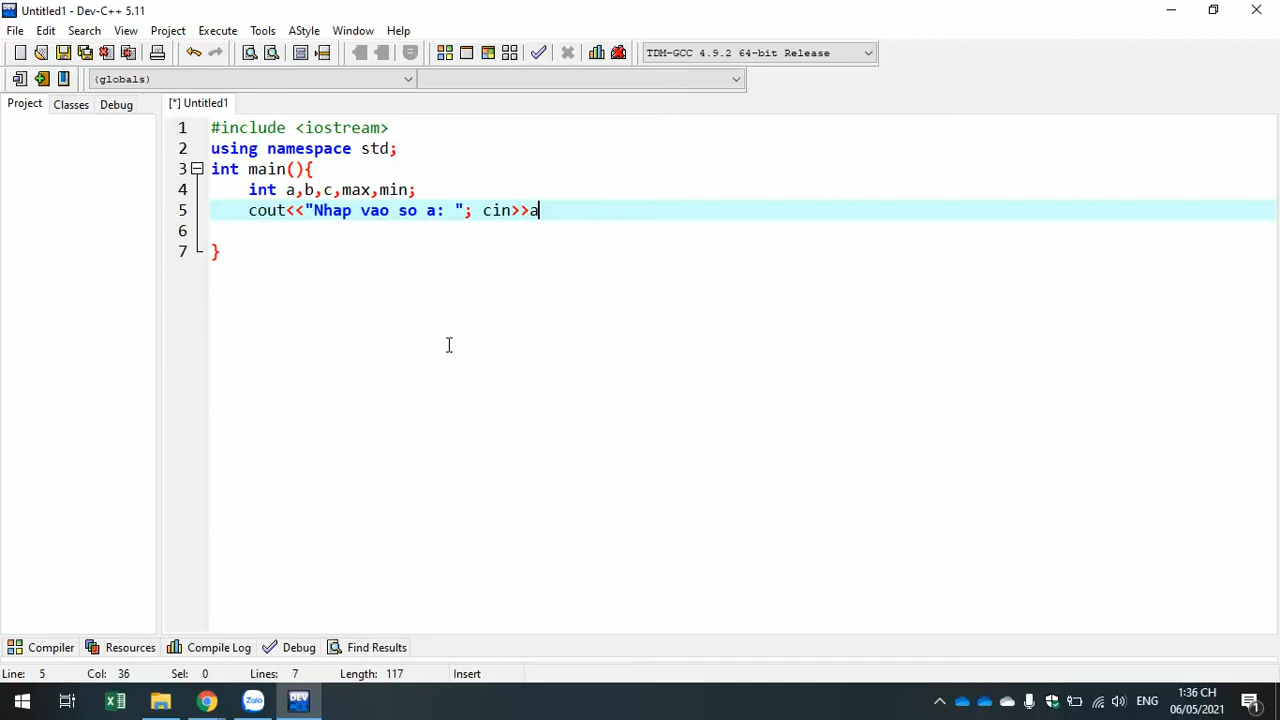 Untitled1 - Dev-C++ 5.11
File Edit Search View Project Execute Tools AStyle Window Help
TDM-GCC 4.9.2 64-bit Release
(globals)
Project Classes Debug [*] Untitled1
1 #include <iostream>
2 using namespace std;
3 int main(){
4 int a,b,c,max,min;
5 cout<<"Nhap vao so a: "; cin>>a
6
7 }
Compiler Resources Compile Log Debug Find Results
Line: 5 Col: 36 Sel: 0 Lines: 7 Length: 117 Insert
Zalo DEV ENG 1:36 CH
06/05/2021 1